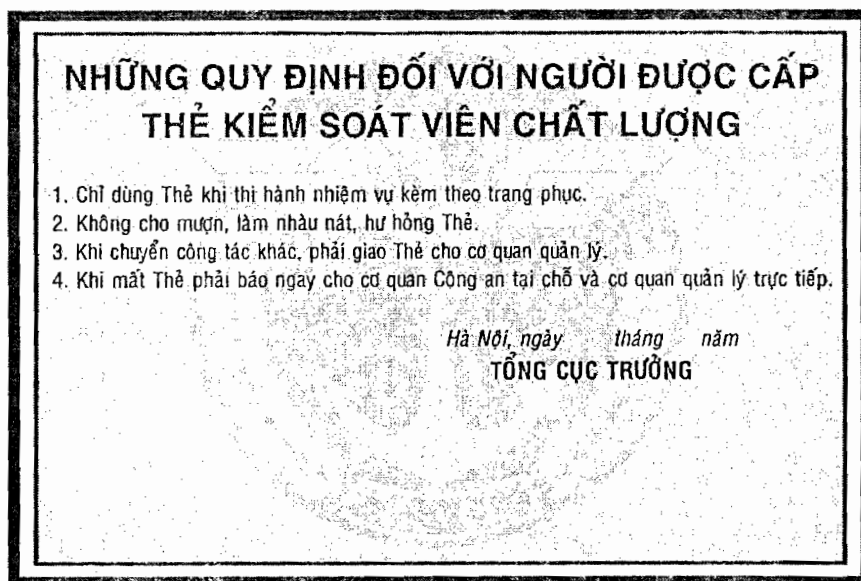 NHỮNG QUY ĐỊNH ĐỐI VỚI NGƯỜI ĐƯỢC CẤP
THẺ KIỂM SOÁT VIÊN CHẤT LƯỢNG
1. Chỉ dùng Thẻ khi thi hành nhiệm vụ kèm theo trang phục.
2. Không cho mượn, làm nhàu nát, hư hỏng Thẻ.
3. Khi chuyển công tác khác, phải giao Thẻ cho cơ quan quản lý.
4. Khi mất Thẻ phải báo ngay cho cơ quan Công an tại chỗ và cơ quan quản lý trực tiếp.
Hà Nội, ngày tháng năm
TỔNG CỤC TRƯỞNG